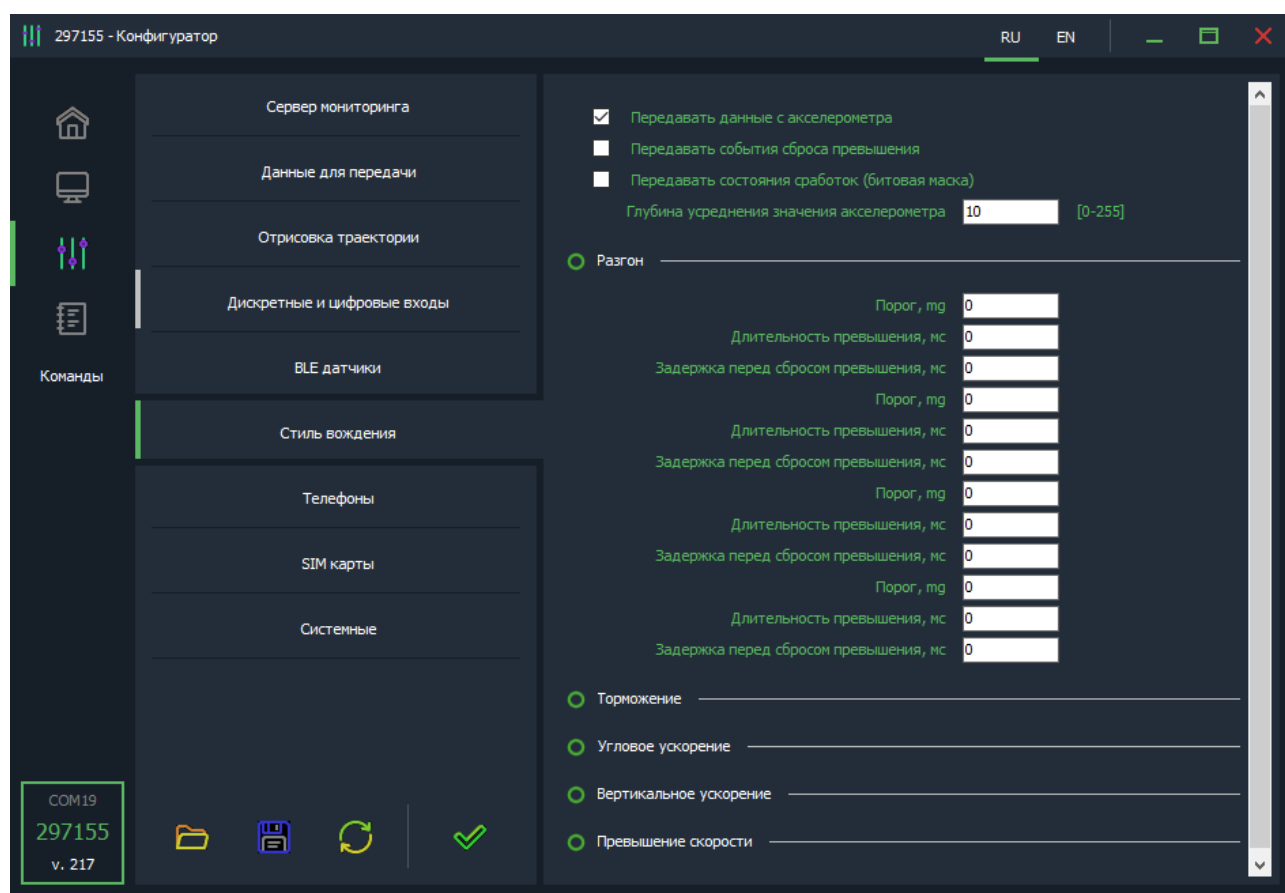 297155 - Конфигуратор
RU EN
Команды
COM19
297155
v. 217
Сервер мониторинга
Данные для передачи
Отрисовка траектории
Дискретные и цифровые входы
BLE датчики
Стиль вождения
Телефоны
SIM карты
Системные
Передавать данные с акселерометра
Передавать события сброса превышения
Передавать состояния сработок (битовая маска)
Глубина усреднения значения акселерометра 10 [0-255]
Разгон
Порог, mg 0
Длительность превышения, мс 0
Задержка перед сбросом превышения, мс 0
Порог, mg 0
Длительность превышения, мс 0
Задержка перед сбросом превышения, мс 0
Порог, mg 0
Длительность превышения, мс 0
Задержка перед сбросом превышения, мс 0
Порог, mg 0
Длительность превышения, мс 0
Задержка перед сбросом превышения, мс 0
Торможение
Угловое ускорение
Вертикальное ускорение
Превышение скорости